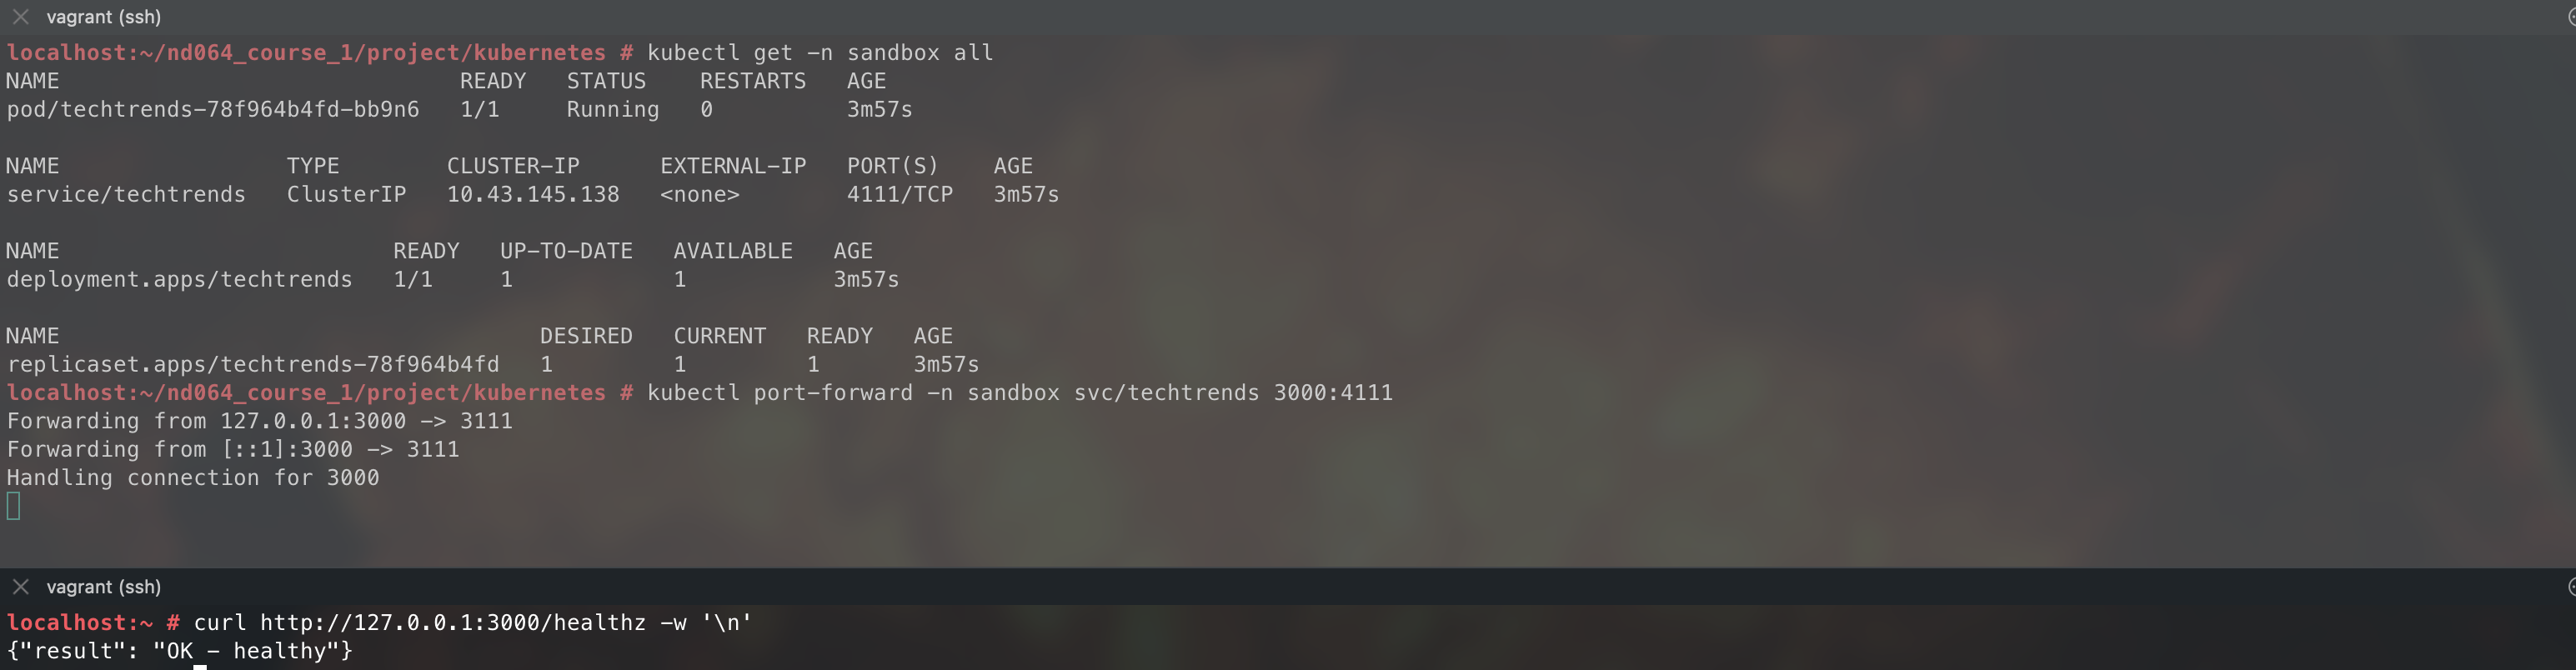 vagrant (ssh)
localhost:~/nd064_course_1/project/kubernetes # kubectl get -n sandbox all
NAME READY STATUS RESTARTS AGE
pod/techtrends-78f964b4fd-bb9n6 1/1 Running 0 3m57s
NAME TYPE CLUSTER-IP EXTERNAL-IP PORT(S) AGE
service/techtrends ClusterIP 10.43.145.138 <none> 4111/TCP 3m57s
NAME READY UP-TO-DATE AVAILABLE AGE
deployment.apps/techtrends 1/1 1 1 3m57s
NAME DESIRED CURRENT READY AGE
replicaset.apps/techtrends-78f964b4fd 1 1 1 3m57s
localhost:~/nd064_course_1/project/kubernetes # kubectl port-forward -n sandbox svc/techtrends 3000:4111
Forwarding from 127.0.0.1:3000 -> 3111
Forwarding from [::1]:3000 -> 3111
Handling connection for 3000
vagrant (ssh)
localhost:~ # curl http://127.0.0.1:3000/healthz -w '\n'
{"result": "OK - healthy"}